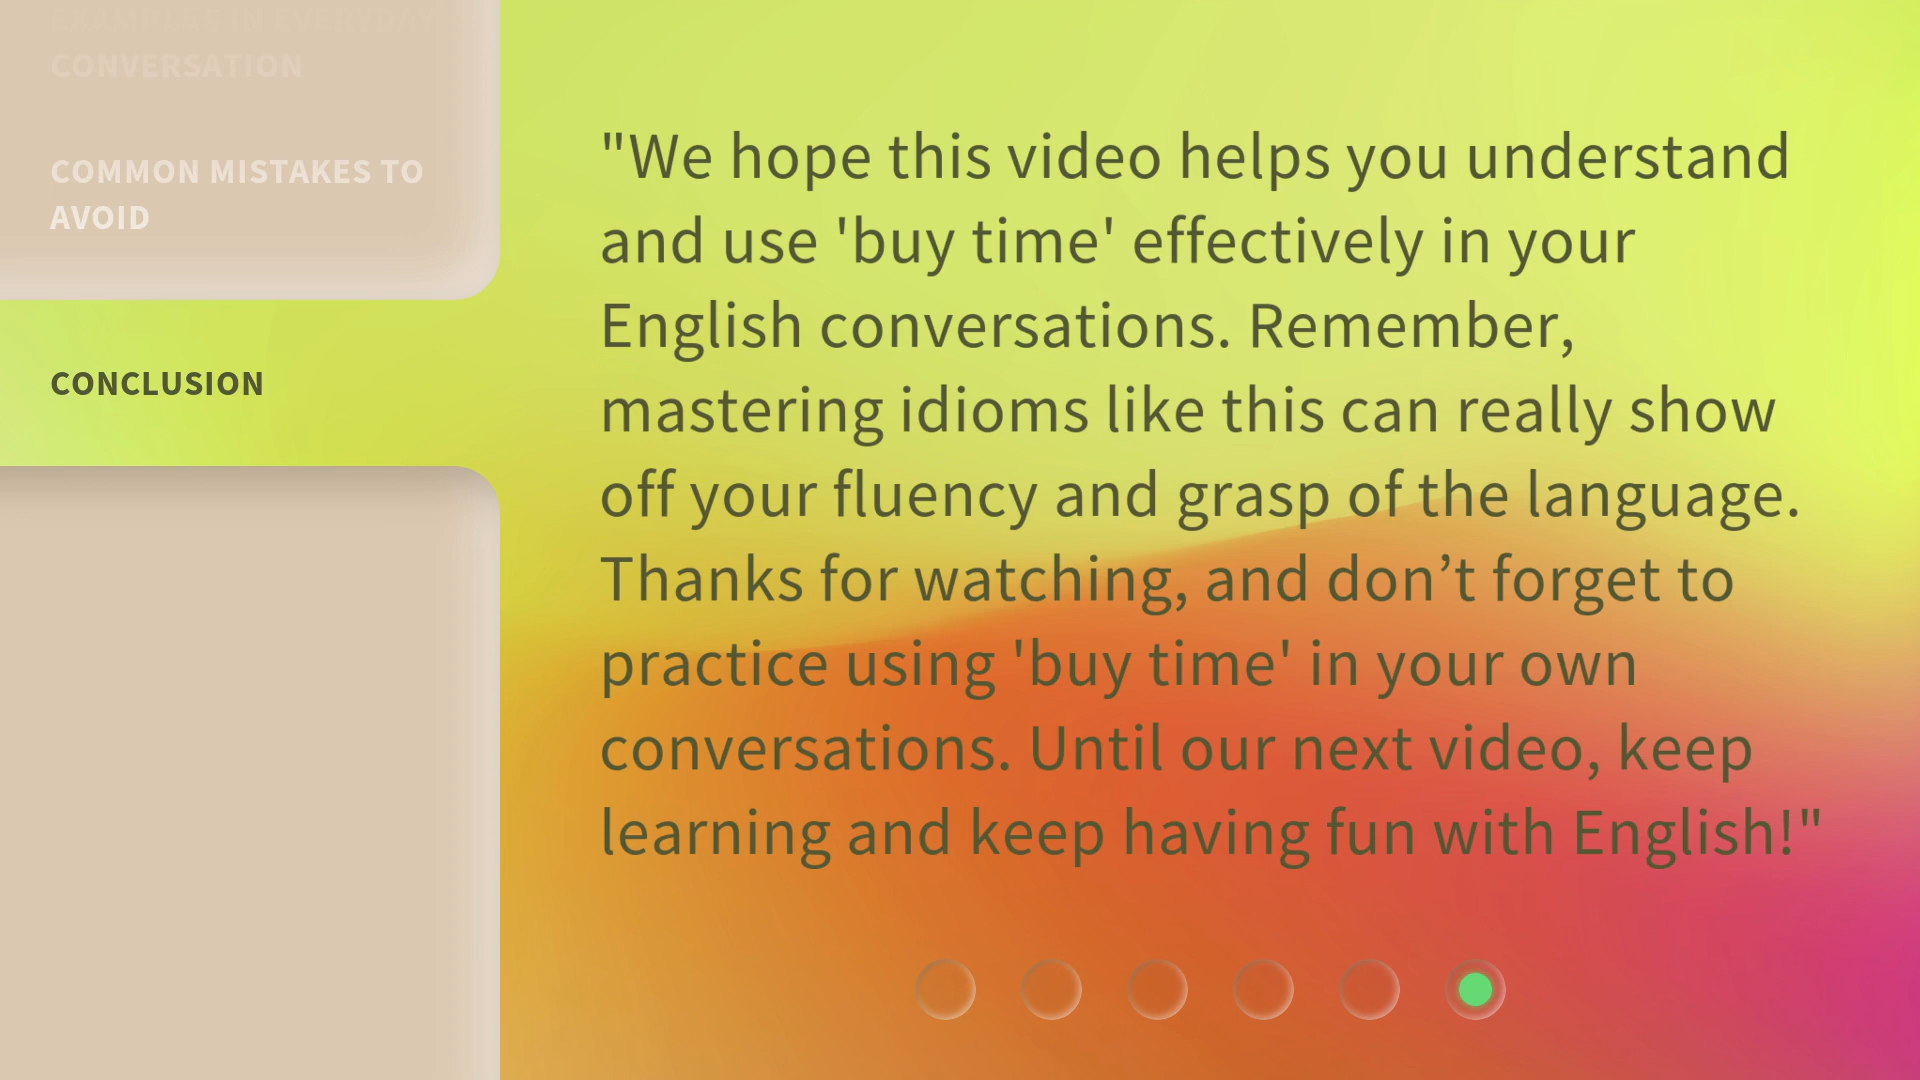 EXAMPLES IN EVERYDAY
CONVERSATION
COMMON MISTAKES TO
AVOID
CONCLUSION
"We hope this video helps you understand
and use 'buy time' effectively in your
English conversations. Remember,
mastering idioms like this can really show
off your fluency and grasp of the language.
Thanks for watching, and don’t forget to
practice using 'buy time' in your own
conversations. Until our next video, keep
learning and keep having fun with English!"